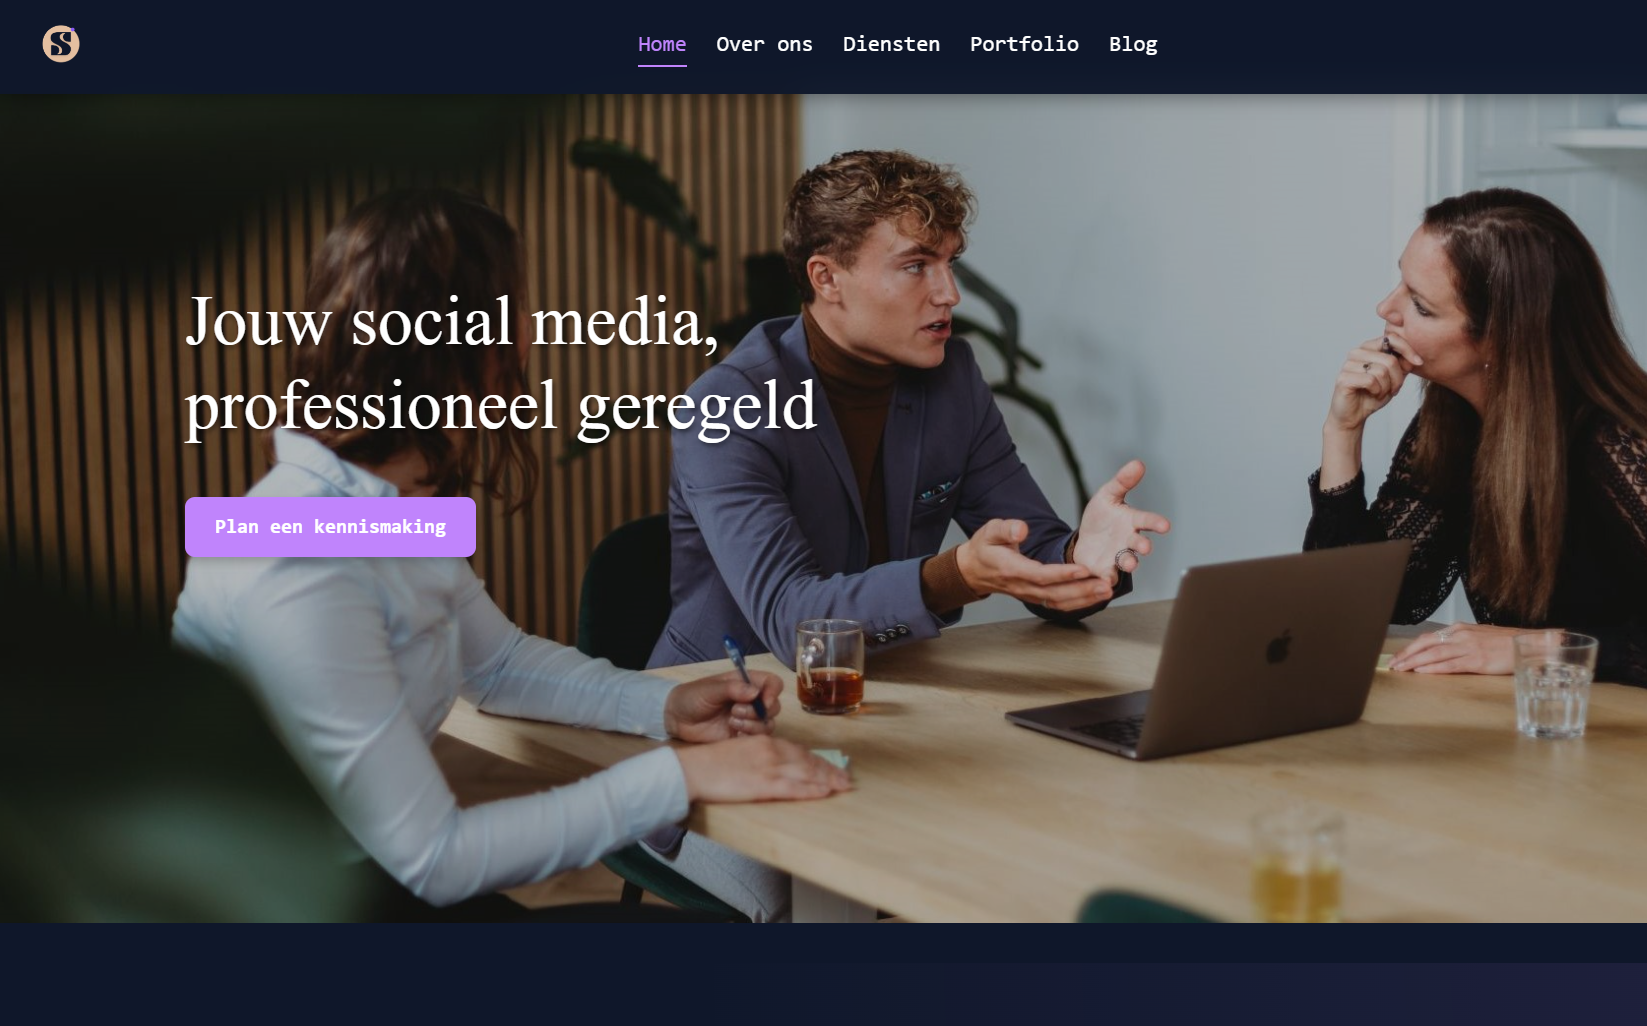 Home Over ons Diensten Portfolio Blog
Jouw social media,
professioneel geregeld
Plan een kennismaking